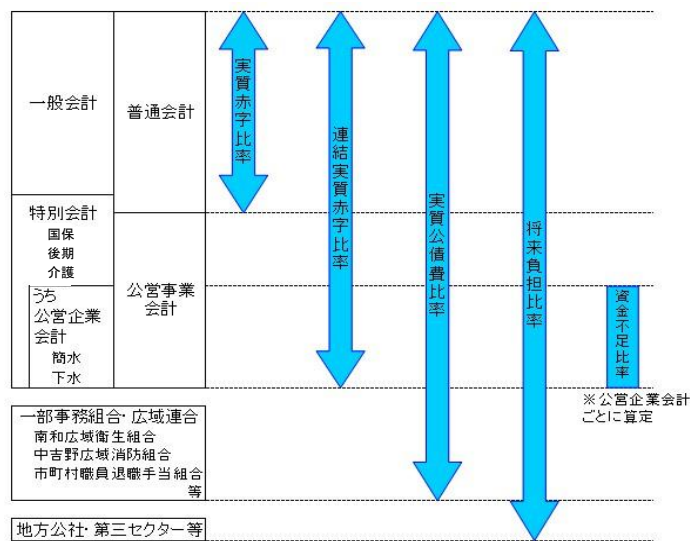 一般会計
普通会計
実質赤字比率
連結実質赤字比率
実質公債費比率
将来負担比率
特別会計
国保
後期
介護
公営事業
会計
うち
公営企業
会計
簡水
下水
資金不足比率
※公営企業会計
ごとに算定
一部事務組合・広域連合
南和広域衛生組合
中吉野広域消防組合
市町村職員退職手当組合
等
地方公社・第三セクター等